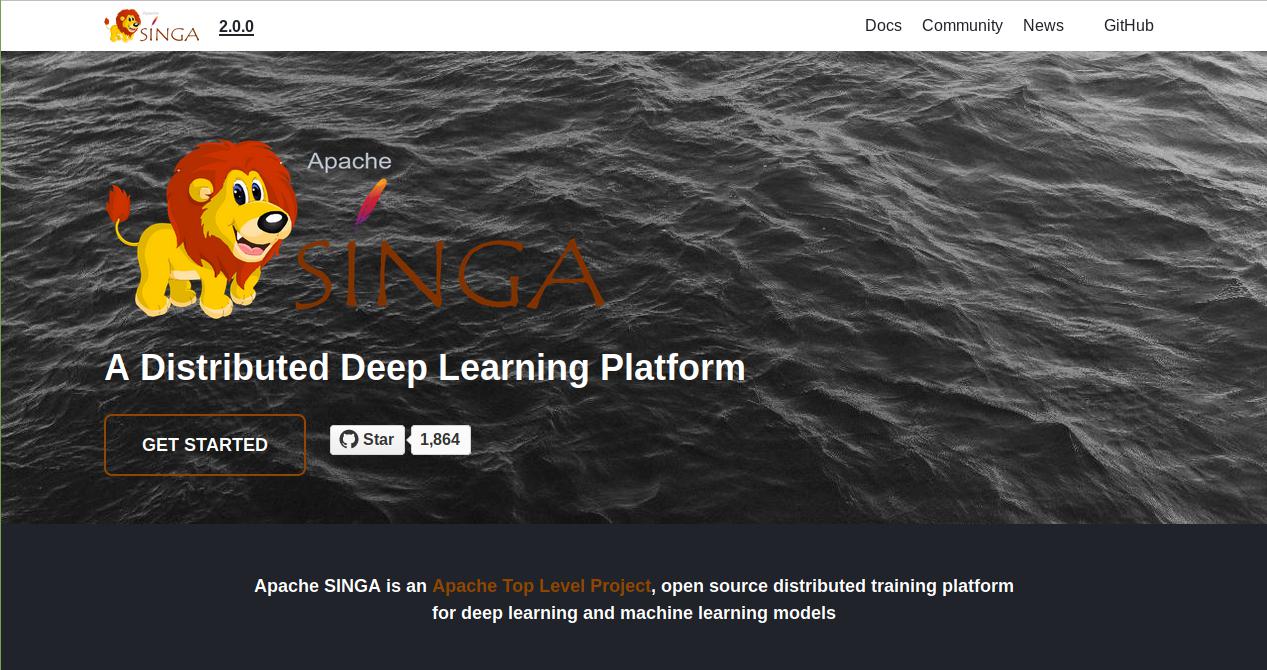 SINGA 2.0.0 Docs Community News GitHub
Apache
SINGA
A Distributed Deep Learning Platform
GET STARTED Star 1,864
Apache SINGA is an Apache Top Level Project, open source distributed training platform
for deep learning and machine learning models